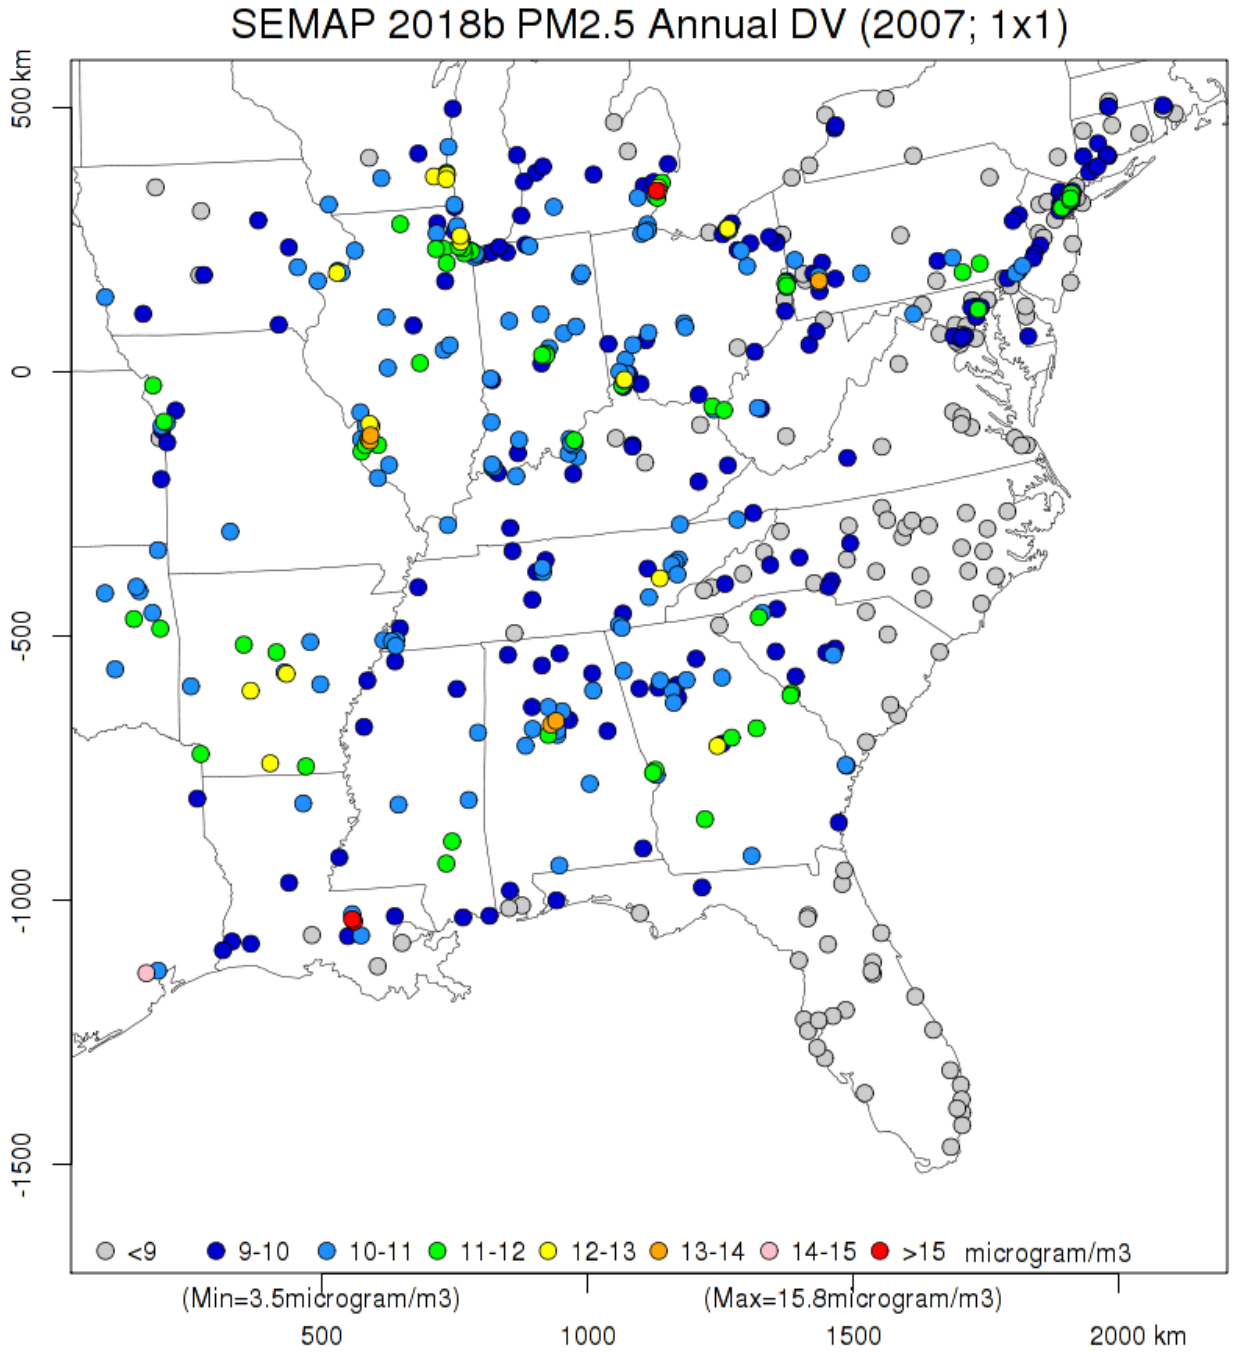 SEMAP 2018b PM2.5 Annual DV (2007; 1x1)
500 km
0
-500
-1000
-1500
<9 9-10 10-11 11-12 12-13 13-14 14-15 >15 microgram/m3
(Min=3.5microgram/m3) (Max=15.8microgram/m3)
500 1000 1500 2000 km